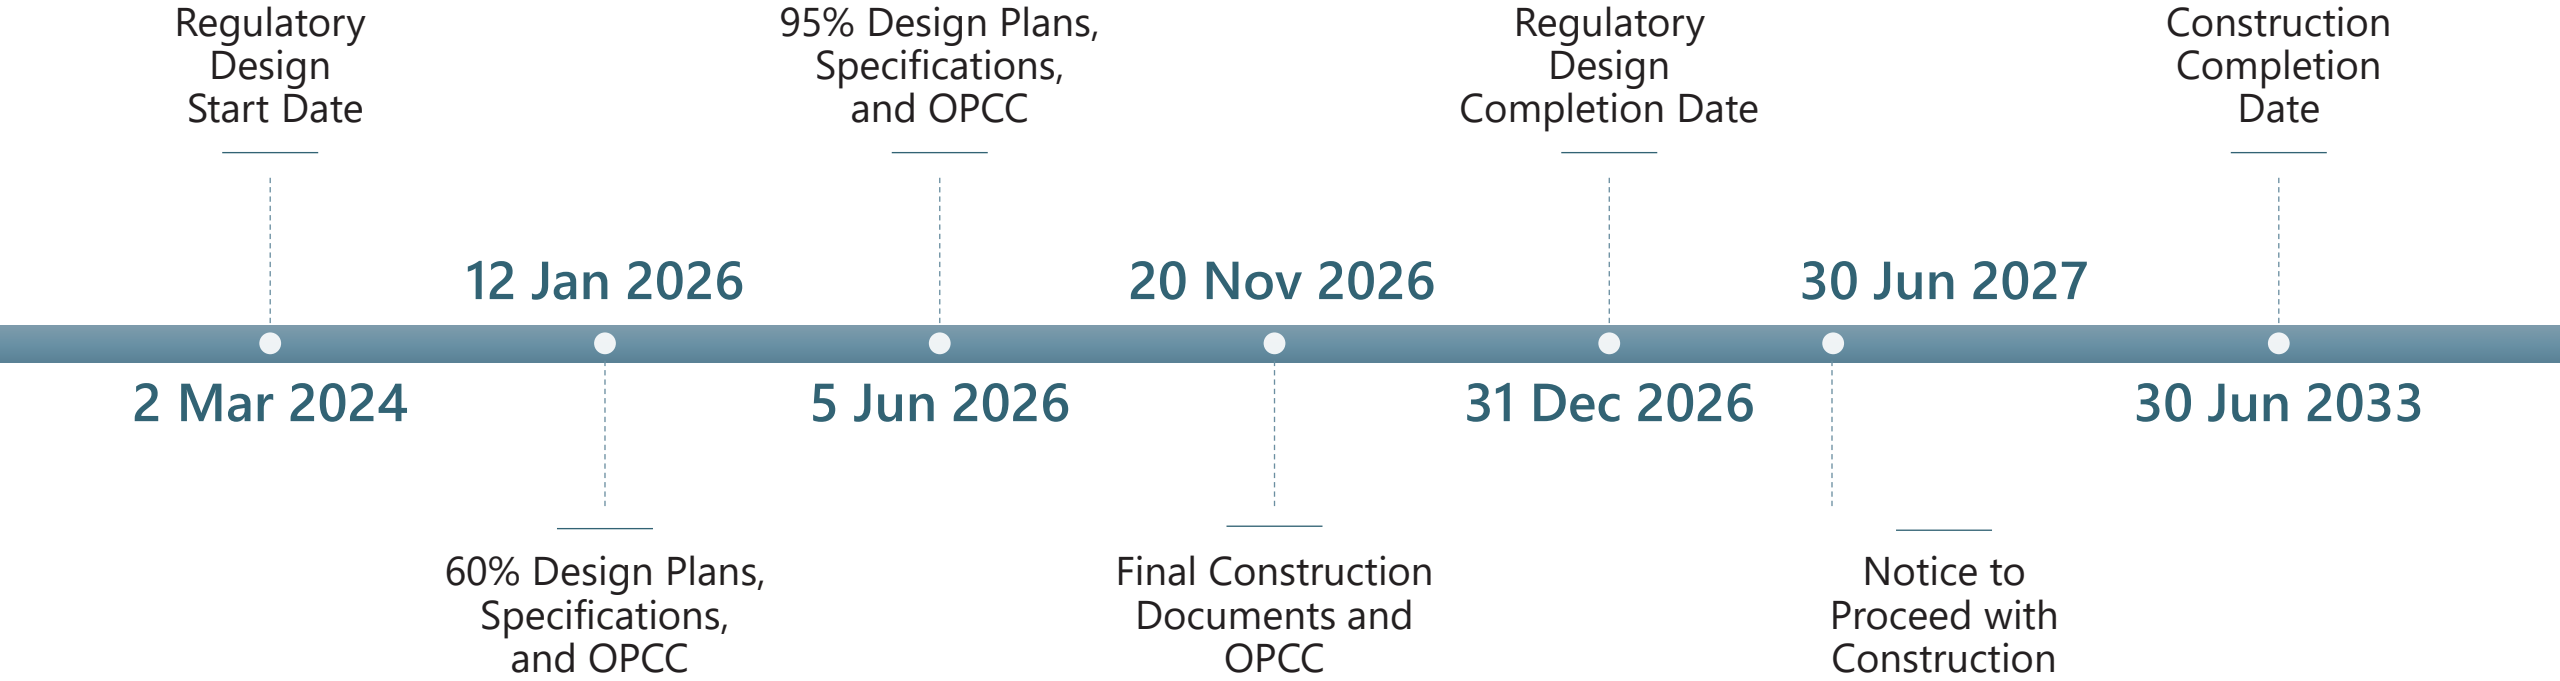 Regulatory
Design
Start Date
2 Mar 2024
12 Jan 2026
60% Design Plans,
Specifications,
and OPCC
95% Design Plans,
Specifications,
and OPCC
5 Jun 2026
20 Nov 2026
Final Construction
Documents and
OPCC
Regulatory
Design
Completion Date
31 Dec 2026
30 Jun 2027
Notice to
Proceed with
Construction
Construction
Completion
Date
30 Jun 2033